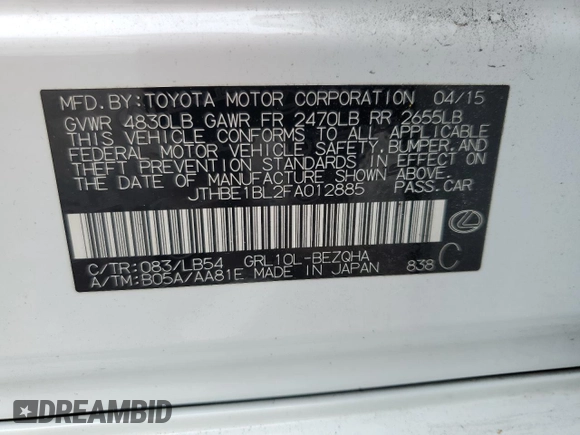 MFD.BY:TOYOTA MOTOR CORPORATION 04/15
GVWR 4830LB GAWR FR 2470LB RR 2655LB
THIS VEHICLE CONFORMS TO ALL APPLICABLE
FEDERAL MOTOR VEHICLE SAFETY,BUMPER,AND
THEFT PREVENTION STANDARDS IN EFFECT ON
THE DATE OF MANUFACTURE SHOWN ABOVE.
JTHBE1BL2FA012885 PASS.CAR
C/TR:083/LB54 GRL10L-BEZQHA
A/TM:B05A/AA81E MADE IN JAPAN 838 C
DREAMBID